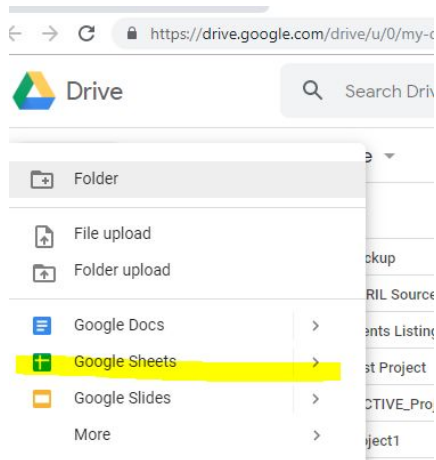 https://drive.google.com/drive/u/0/my-
Drive
Search Driv
Folder
File upload
ckup
Folder upload
RIL Source
Google Docs
ents Listing
Google Sheets
st Project
Google Slides
CTIVE_Proj
More
oject1